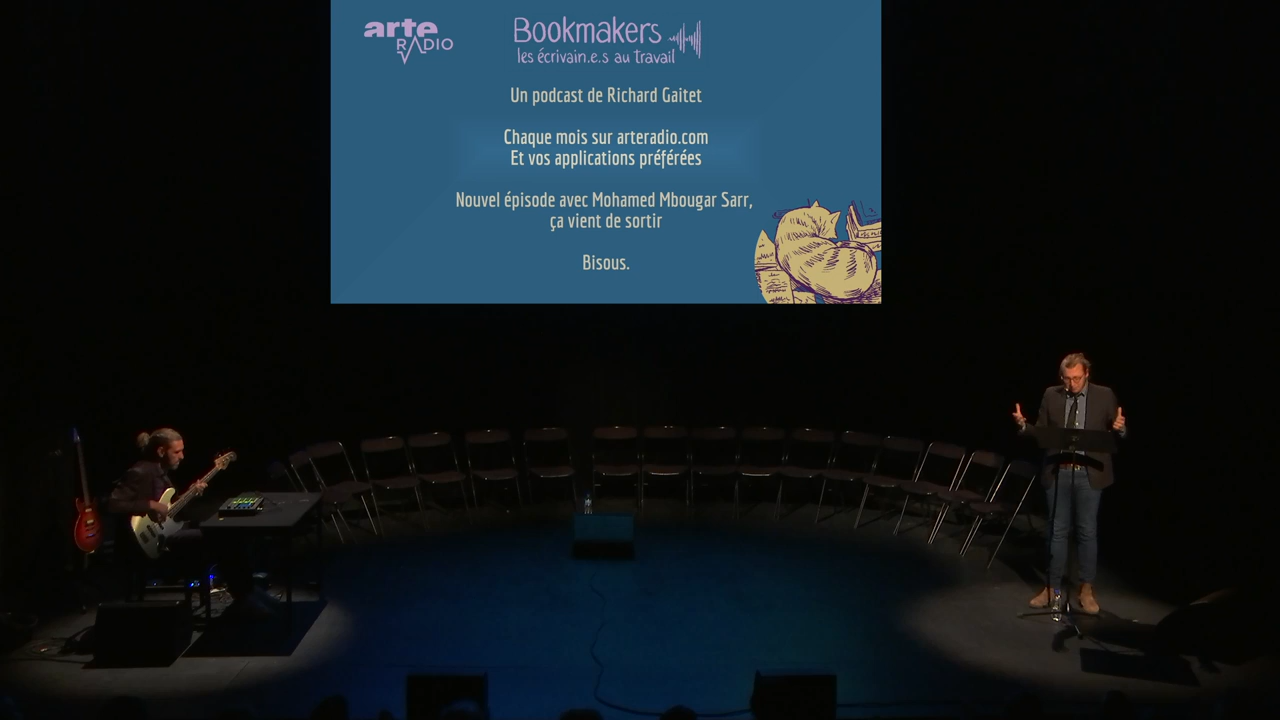 arte
RADIO
Bookmakers
les écrivain.e.s au travail
Un podcast de Richard Gaitet
Chaque mois sur arteradio.com
Et vos applications préférées
Nouvel épisode avec Mohamed Mbougar Sarr,
ça vient de sortir
Bisous.